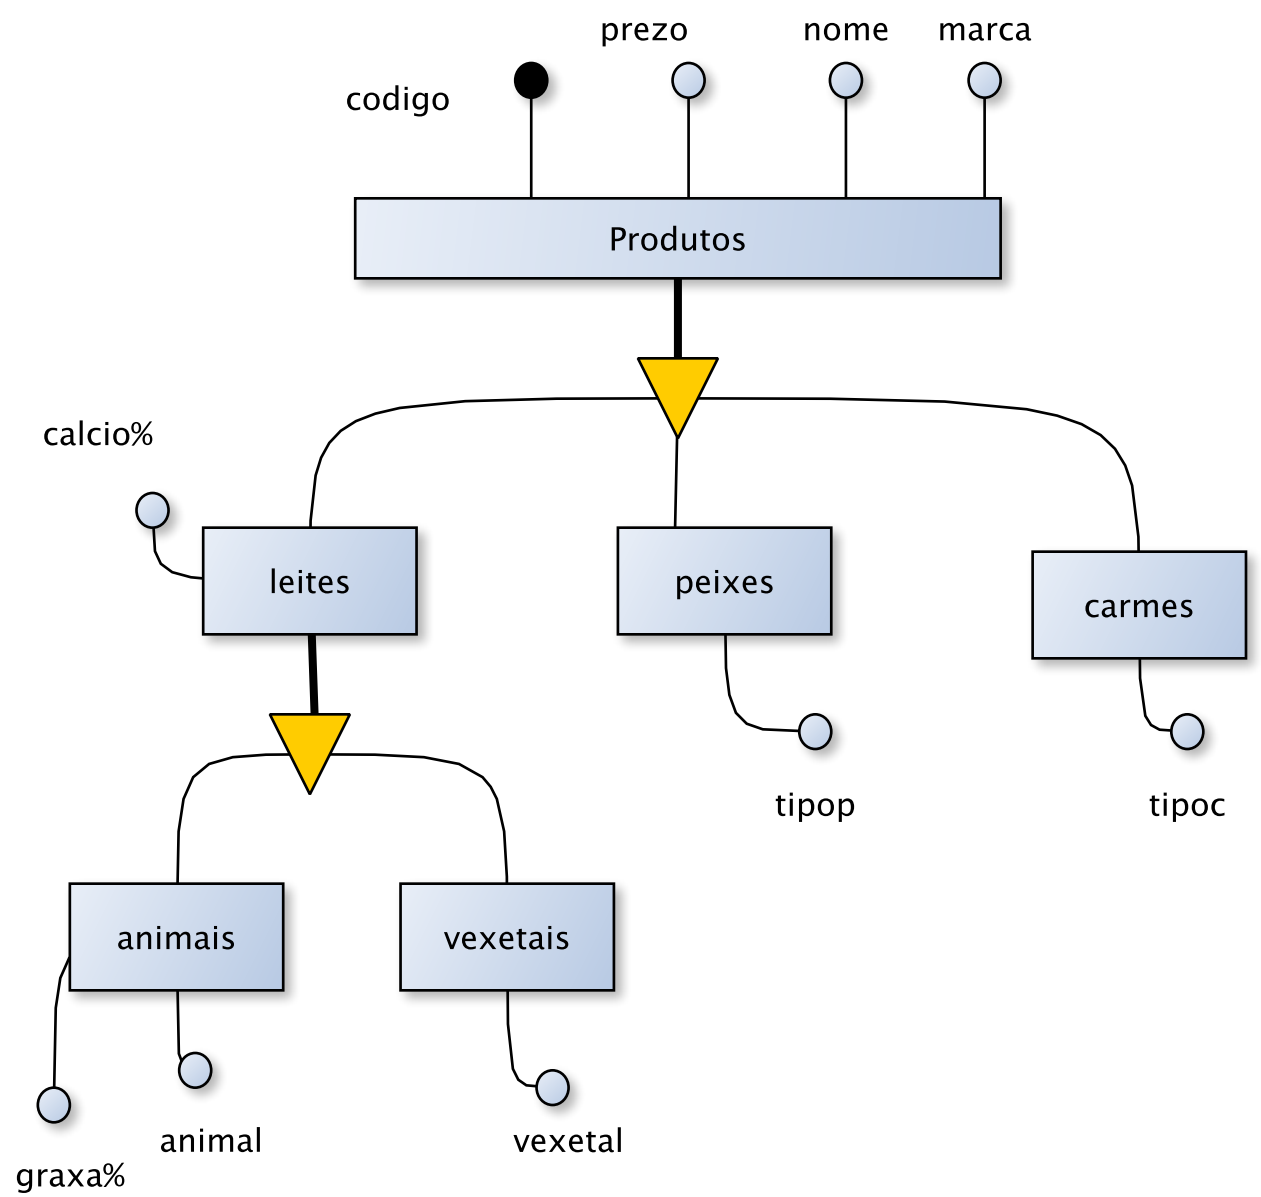 prezo
nome
marca
codigo
Produtos
calcio%
leites
peixes
carmes
tipop
tipoc
animais
vexetais
animal
vexetal
graxa%